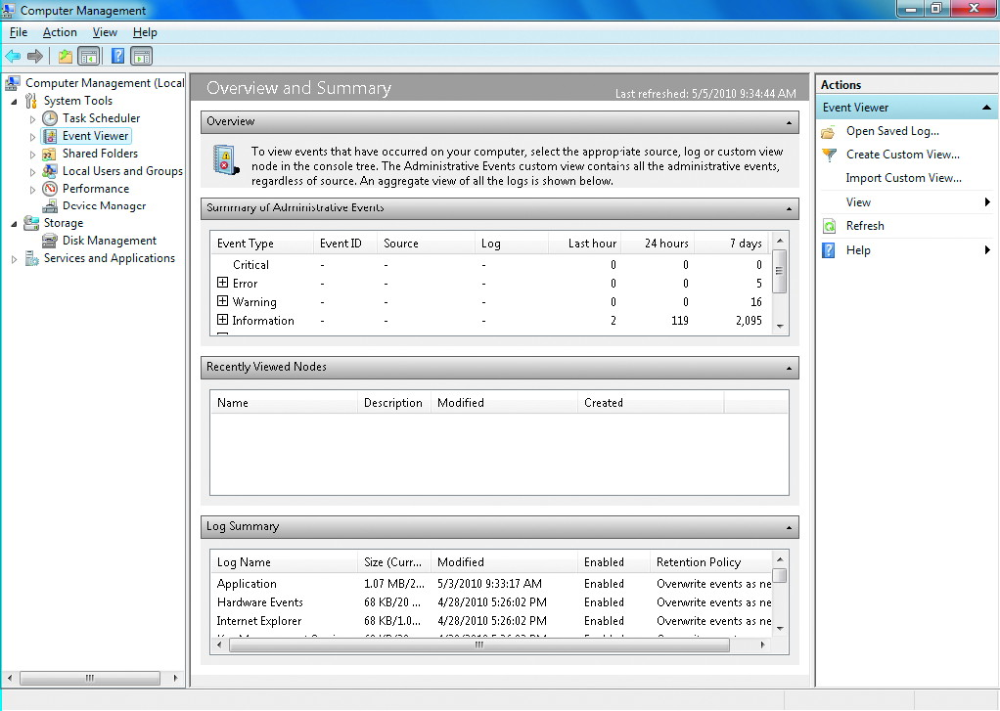 Computer Management
File Action View Help
Computer Management (Local
System Tools
Task Scheduler
Event Viewer
Shared Folders
Local Users and Groups
Performance
Device Manager
Storage
Disk Management
Services and Applications
Overview and Summary
Last refreshed: 5/5/2010 9:34:44 AM
Overview
To view events that have occurred on your computer, select the appropriate source, log or custom view
node in the console tree. The Administrative Events custom view contains all the administrative events,
regardless of source. An aggregate view of all the logs is shown below.
Summary of Administrative Events
Event Type Event ID Source Log Last hour 24 hours 7 days
Critical - - - 0 0 0
Error - - - 0 0 5
Warning - - - 0 0 16
Information - - - 2 119 2,095
Recently Viewed Nodes
Name Description Modified Created
Log Summary
Log Name Size (Curr... Modified Enabled Retention Policy
Application 1.07 MB/2... 5/3/2010 9:33:17 AM Enabled Overwrite events as ne
Hardware Events 68 KB/20 ... 4/28/2010 5:26:02 PM Enabled Overwrite events as ne
Internet Explorer 68 KB/1.0... 4/28/2010 5:26:02 PM Enabled Overwrite events as ne
Actions
Event Viewer
Open Saved Log...
Create Custom View...
Import Custom View...
View
Refresh
Help